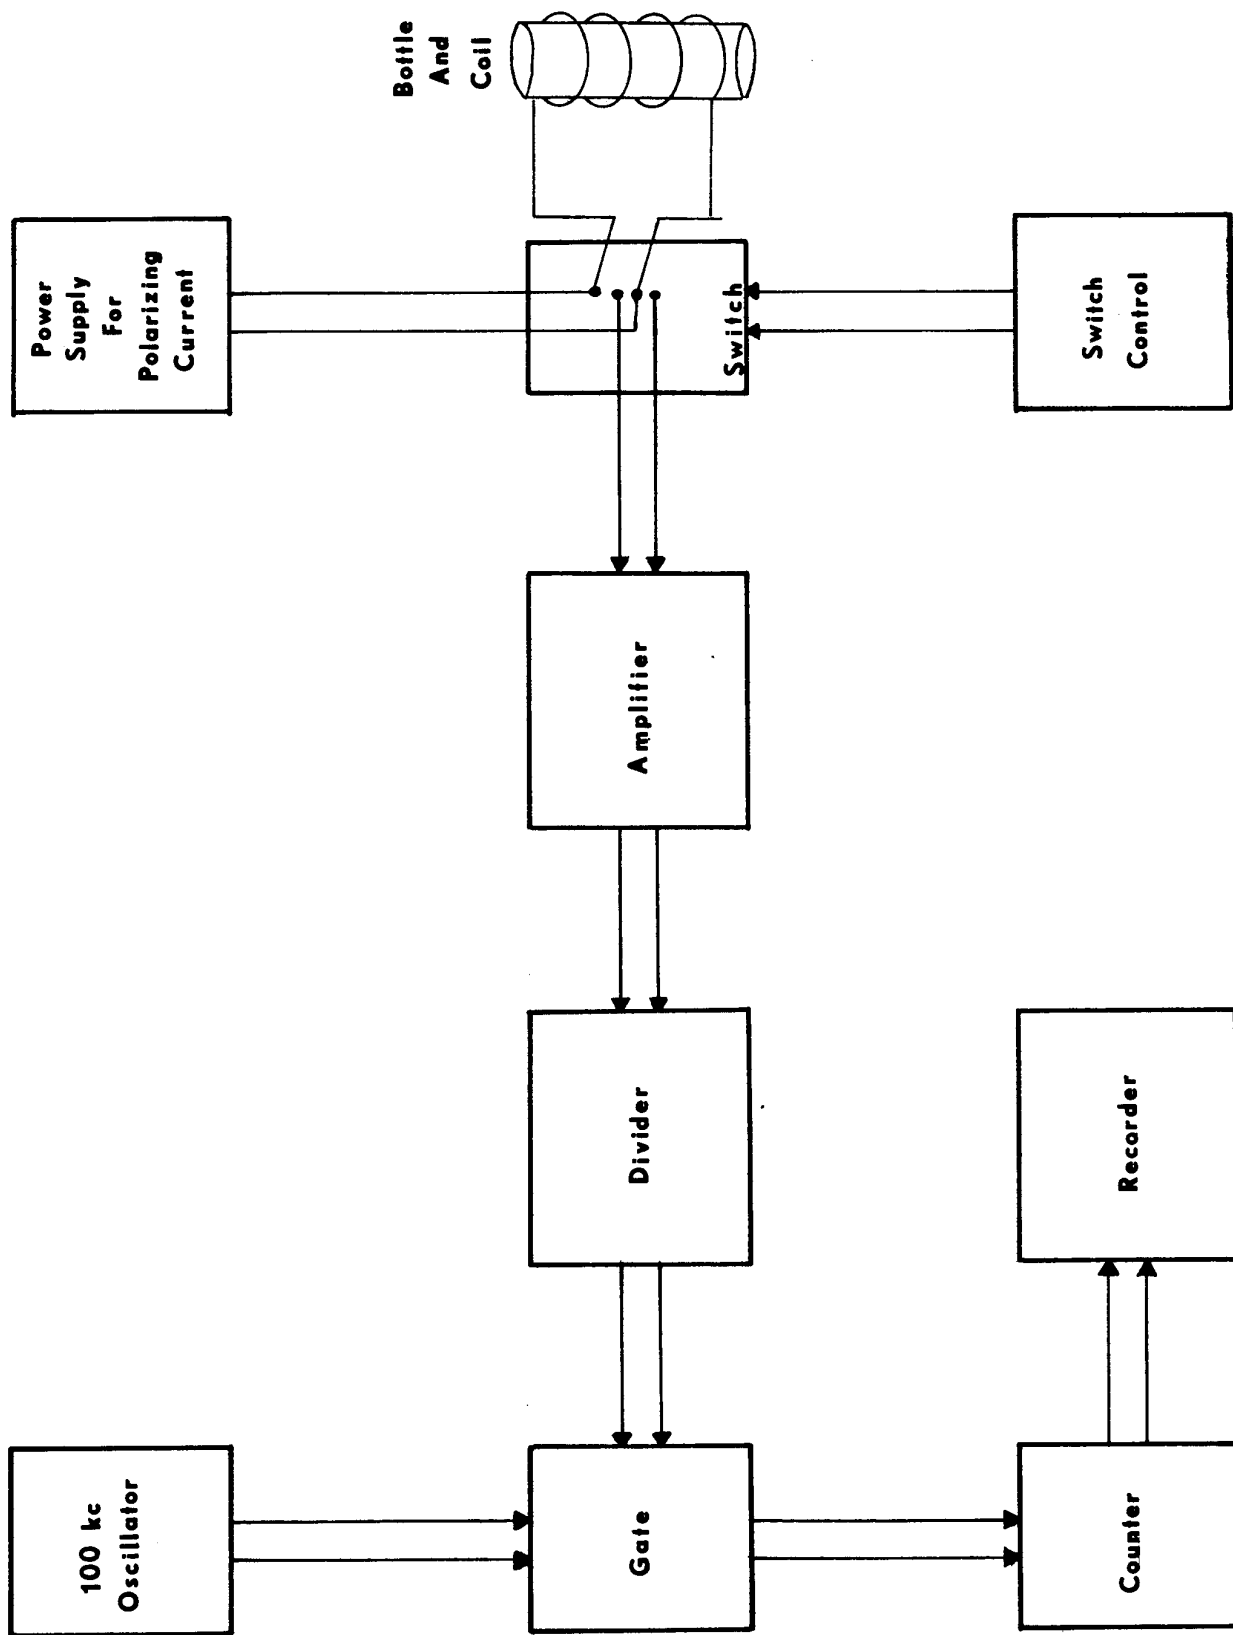 Bottle
And
Coil
Power
Supply
For
Polarizing
Current
Switch
Switch
Control
Amplifier
Divider
Recorder
100 kc
Oscillator
Gate
Counter